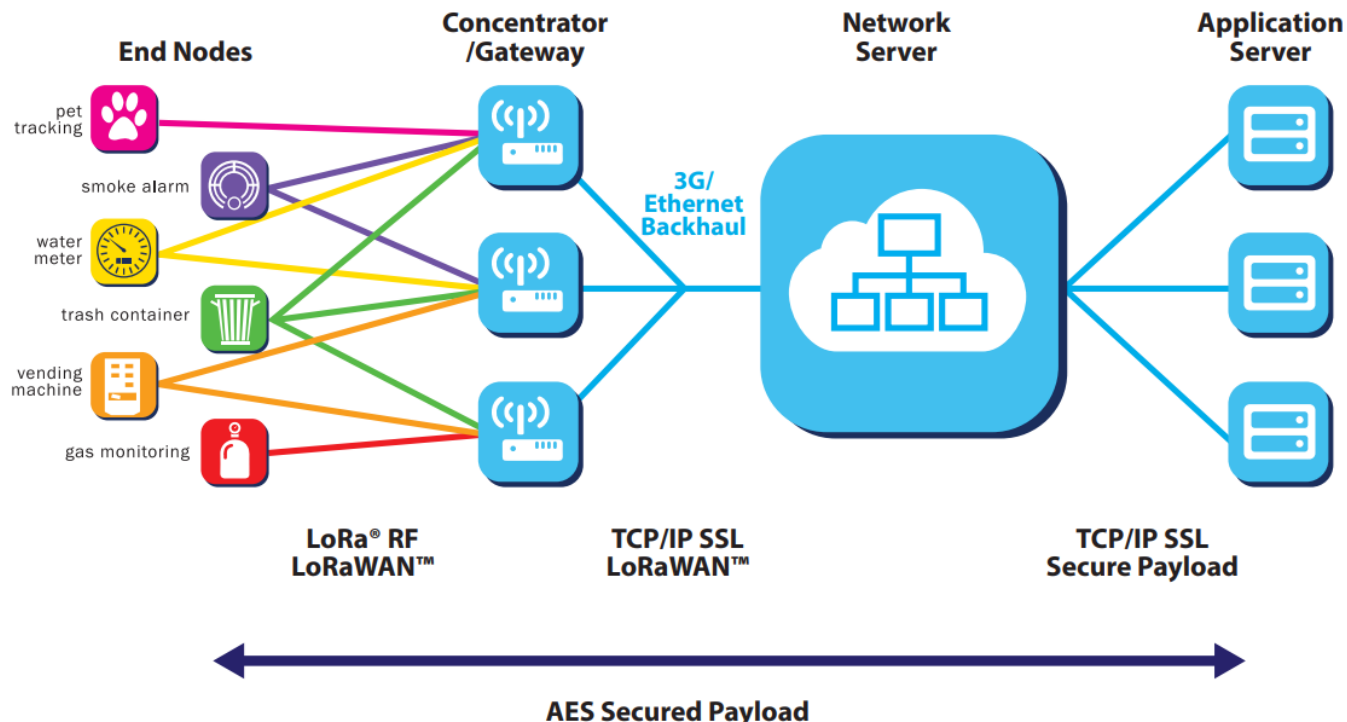 End Nodes
Concentrator
/Gateway
Network
Server
Application
Server
pet
tracking
smoke alarm
water
meter
trash container
vending
machine
gas monitoring
3G/
Ethernet
Backhaul
LoRa® RF
LoRaWAN™
TCP/IP SSL
LoRaWAN™
TCP/IP SSL
Secure Payload
AES Secured Payload